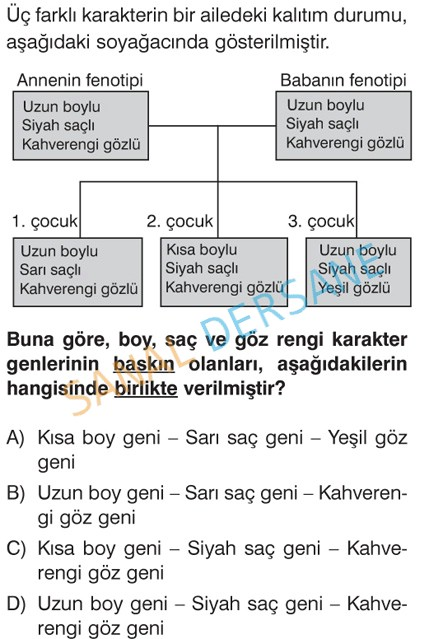 Üç farklı karakterin bir ailedeki kalıtım durumu,
aşağıdaki soyağacında gösterilmiştir.
Annenin fenotipi
Uzun boylu
Siyah saçlı
Kahverengi gözlü
Babanın fenotipi
Uzun boylu
Siyah saçlı
Kahverengi gözlü
1. çocuk
Uzun boylu
Sarı saçlı
Kahverengi gözlü
2. çocuk
Kısa boylu
Siyah saçlı
Kahverengi gözlü
3. çocuk
Uzun boylu
Siyah saçlı
Yeşil gözlü
SANAL DERSANE
Buna göre, boy, saç ve göz rengi karakter
genlerinin baskın olanları, aşağıdakilerin
hangisinde birlikte verilmiştir?
A) Kısa boy geni – Sarı saç geni – Yeşil göz
geni
B) Uzun boy geni – Sarı saç geni – Kahveren-
gi göz geni
C) Kısa boy geni – Siyah saç geni – Kahve-
rengi göz geni
D) Uzun boy geni – Siyah saç geni – Kahve-
rengi göz geni